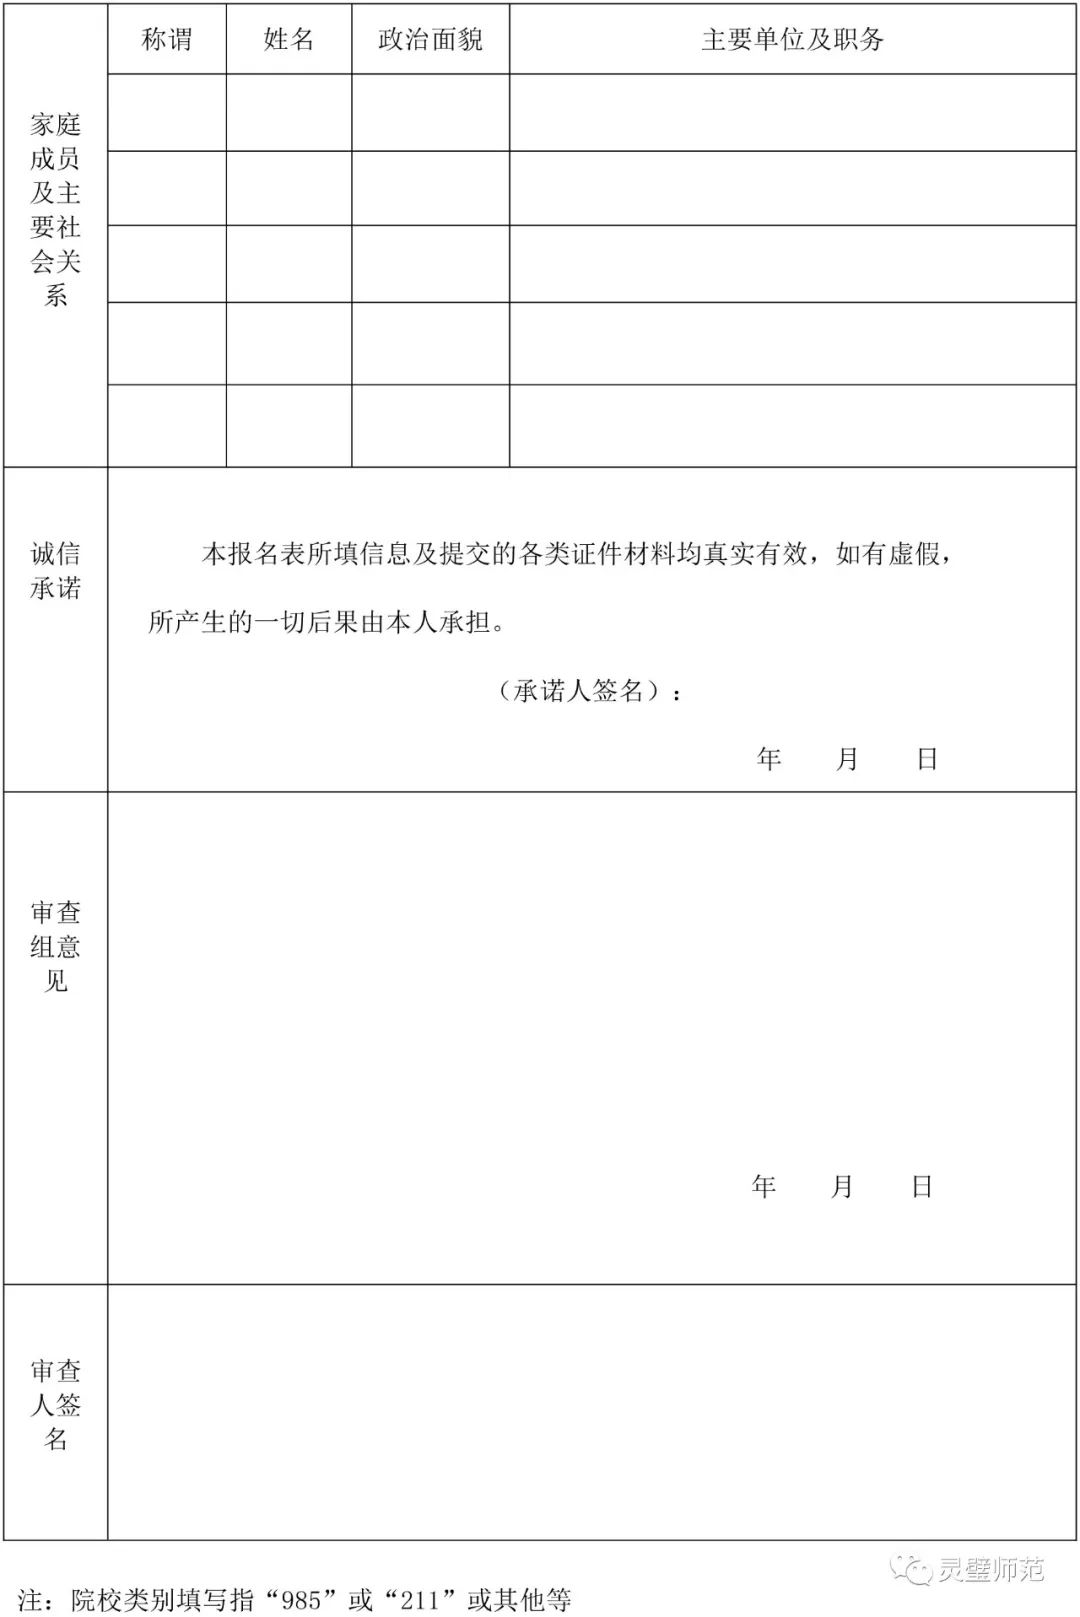 称谓 姓名 政治面貌 主要单位及职务
家庭
成员
及主
要社
会关
系
诚信
承诺
本报名表所填信息及提交的各类证件材料均真实有效，如有虚假，
所产生的一切后果由本人承担。
（承诺人签名）：
年 月 日
审查
组意
见
年 月 日
审查
人签
名
灵璧师范
注：院校类别填写指“985”或“211”或其他等